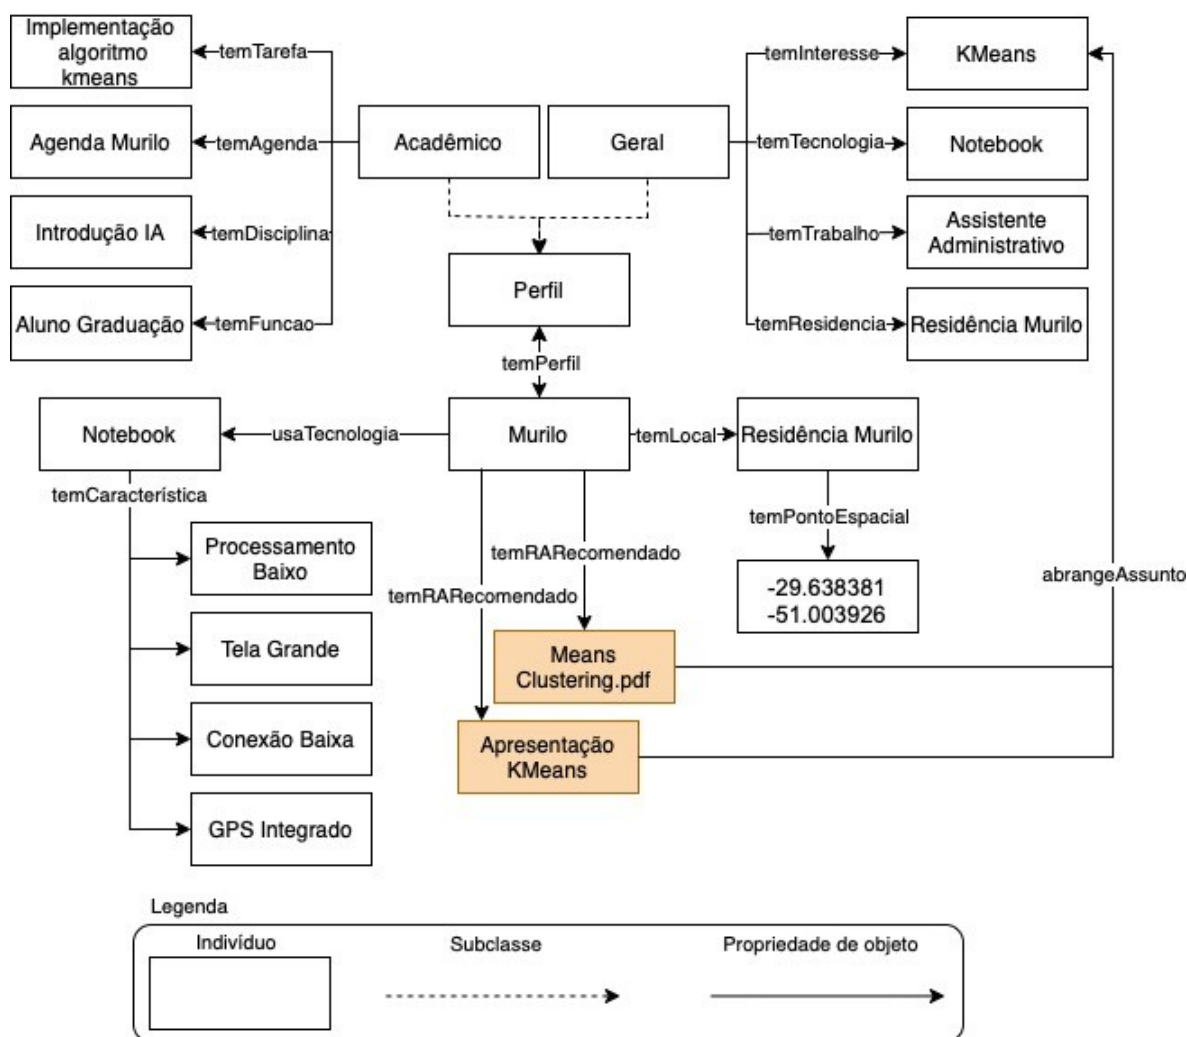 Implementação
algoritmo
kmeans
temTarefa
temInteresse
KMeans
Agenda Murilo
temAgenda
Acadêmico
Geral
temTecnologia
Notebook
Introdução IA
temDisciplina
temTrabalho
Assistente
Administrativo
Perfil
Aluno Graduação
temFuncao
temResidencia
Residência Murilo
temPerfil
Notebook
usaTecnologia
Murilo
temLocal
Residência Murilo
temCaracterística
temPontoEspacial
Processamento
Baixo
temRARecomendado
temRARecomendado
-29.638381
-51.003926
abrangeAssunto
Tela Grande
Means
Clustering.pdf
Conexão Baixa
Apresentação
KMeans
GPS Integrado
Legenda
Indivíduo
Subclasse
Propriedade de objeto